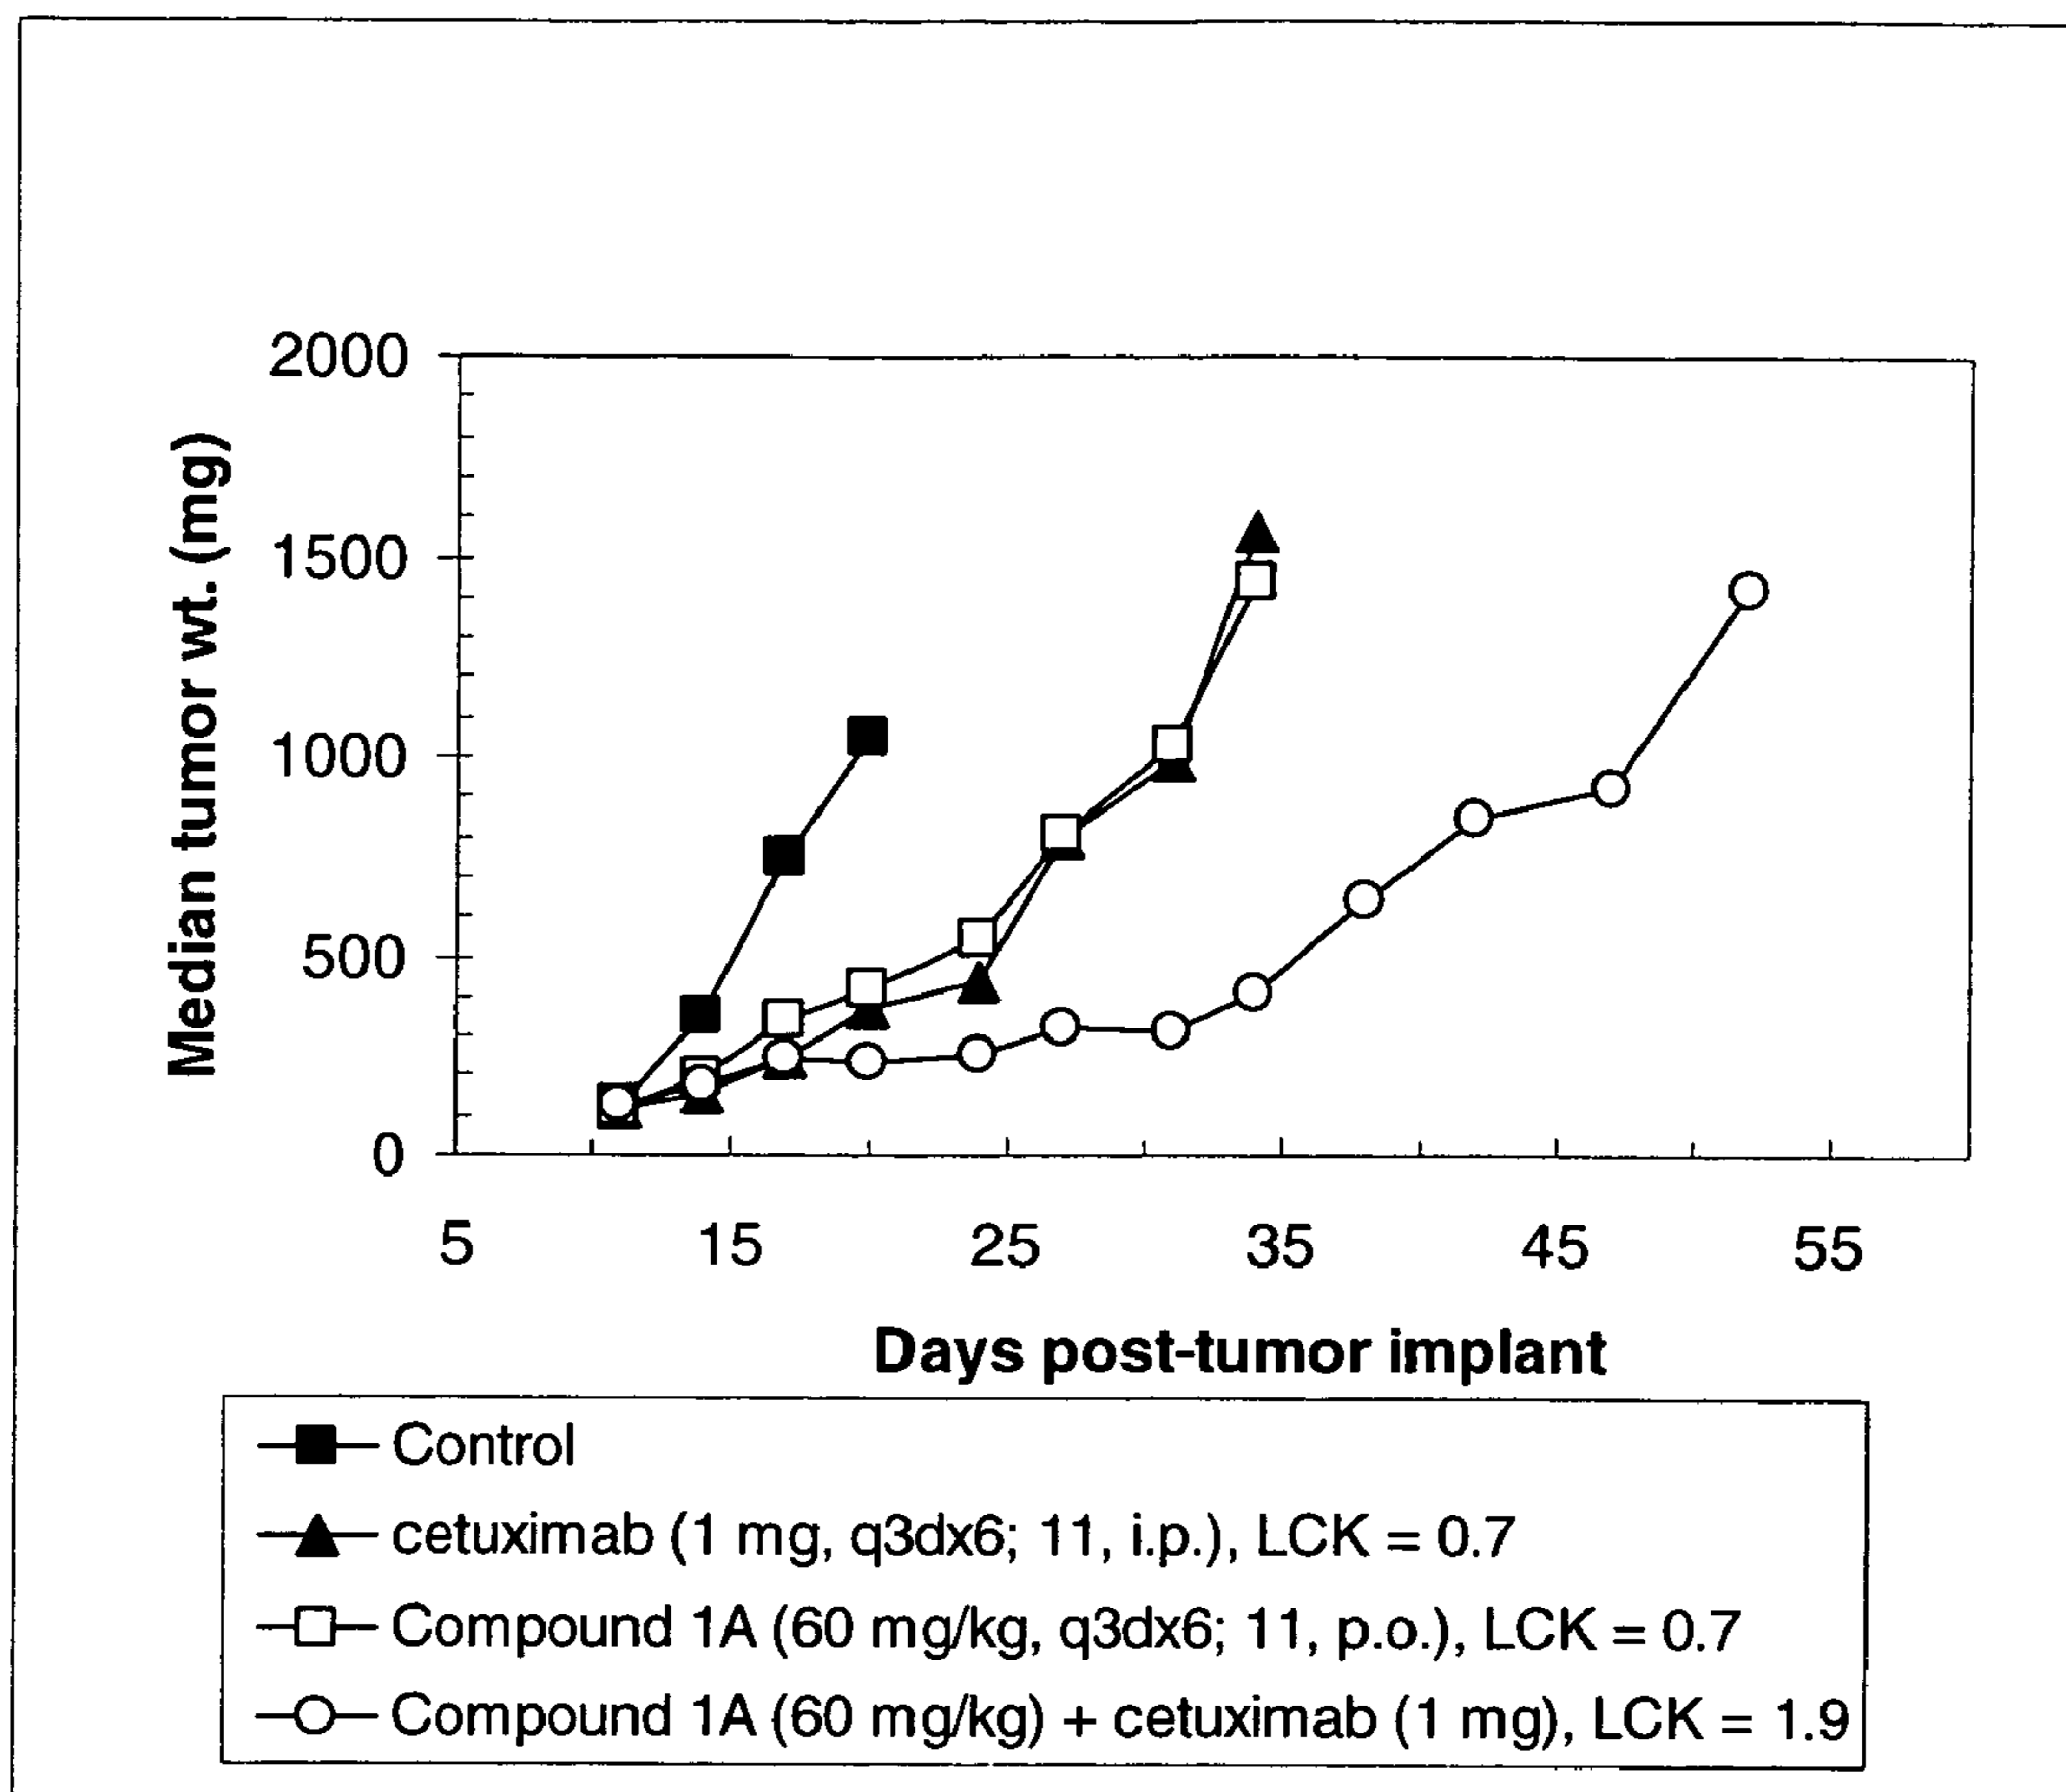 2000
1500
1000
500
0
Median tumor wt. (mg)
5 15 25 35 45 55
Days post-tumor implant
Control
cetuximab (1 mg, q3dx6; 11, i.p.), LCK = 0.7
Compound 1A (60 mg/kg, q3dx6; 11, p.o.), LCK = 0.7
Compound 1A (60 mg/kg) + cetuximab (1 mg), LCK = 1.9